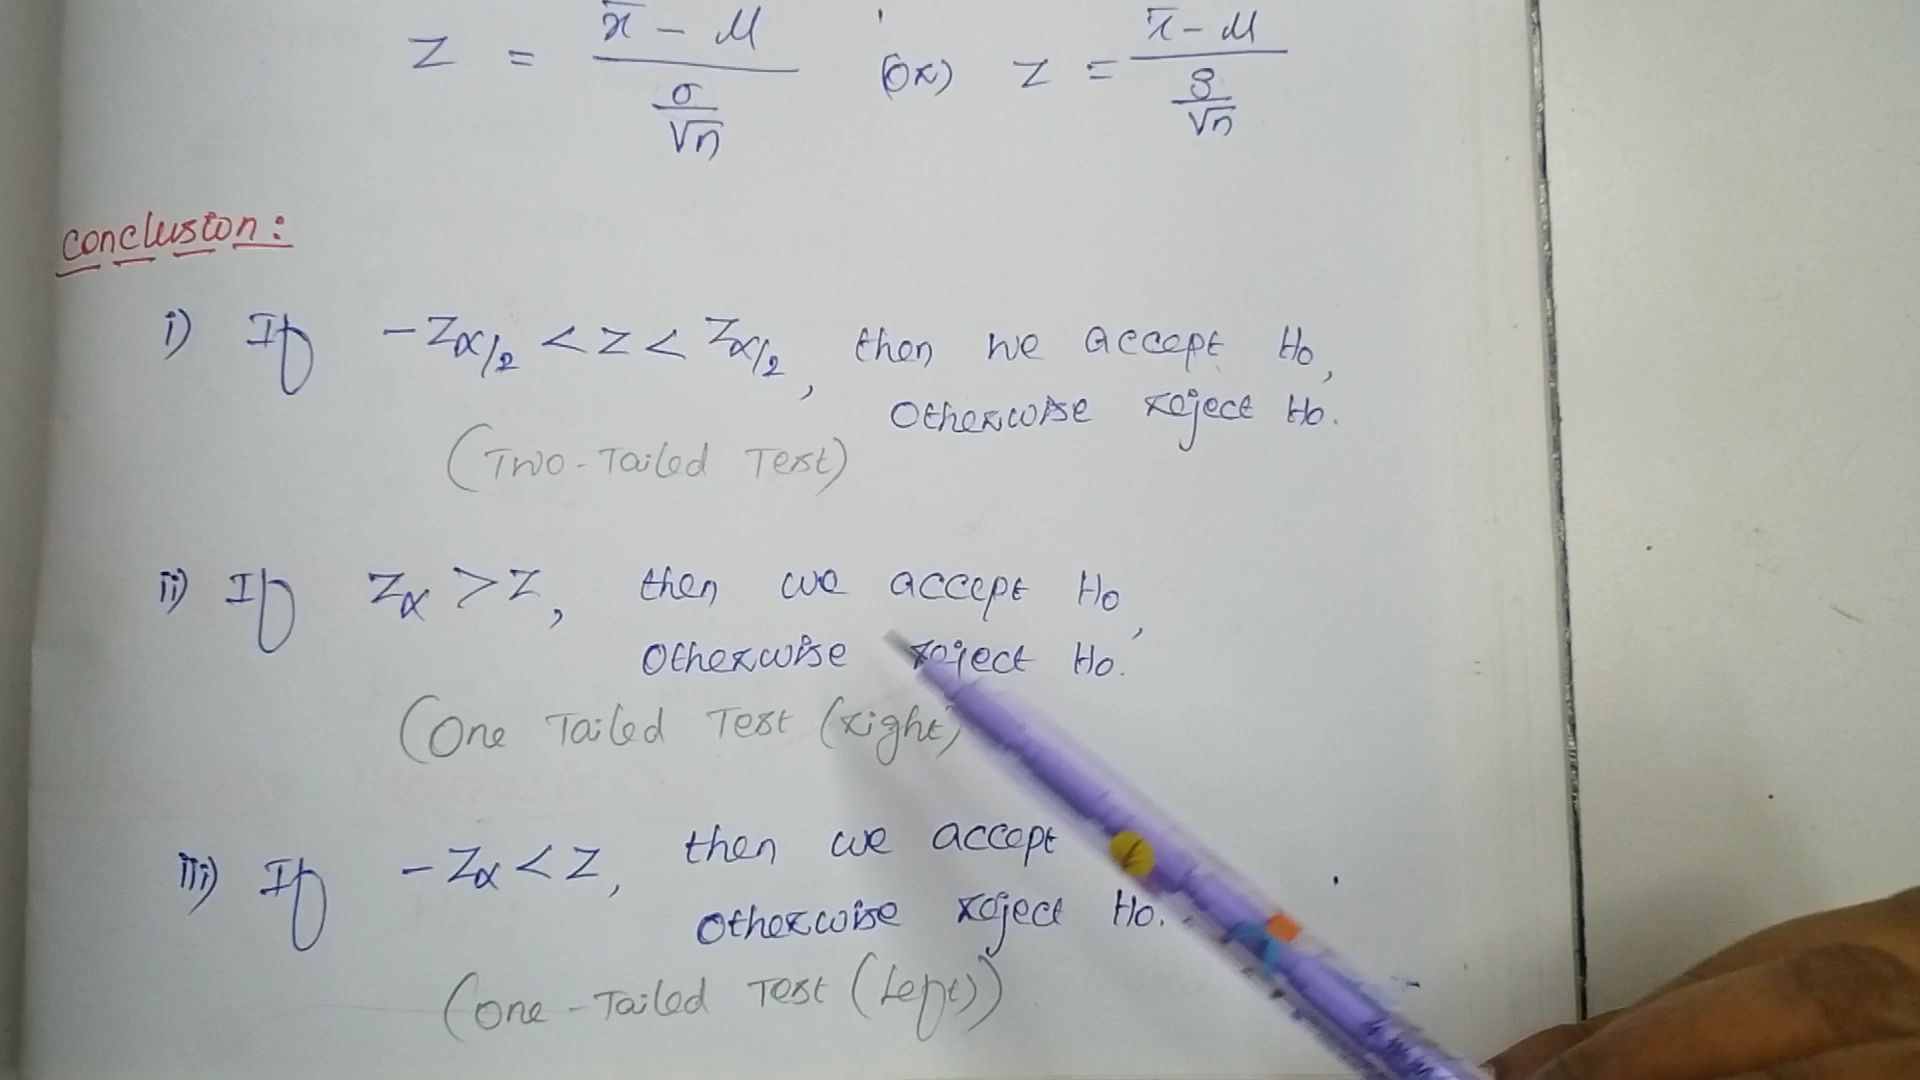 Z = x̄ - μ / σ/√n (or) Z = x̄ - μ / s/√n
Conclusion:
i) If -Zα/2 < Z < Zα/2, then we accept H0,
otherwise reject H0.
(Two-Tailed Test)
ii) If Zα > Z, then we accept H0,
otherwise reject H0.
(One Tailed Test (right)
iii) If -Zα < Z, then we accept
otherwise reject H0.
(One-Tailed Test (Left))